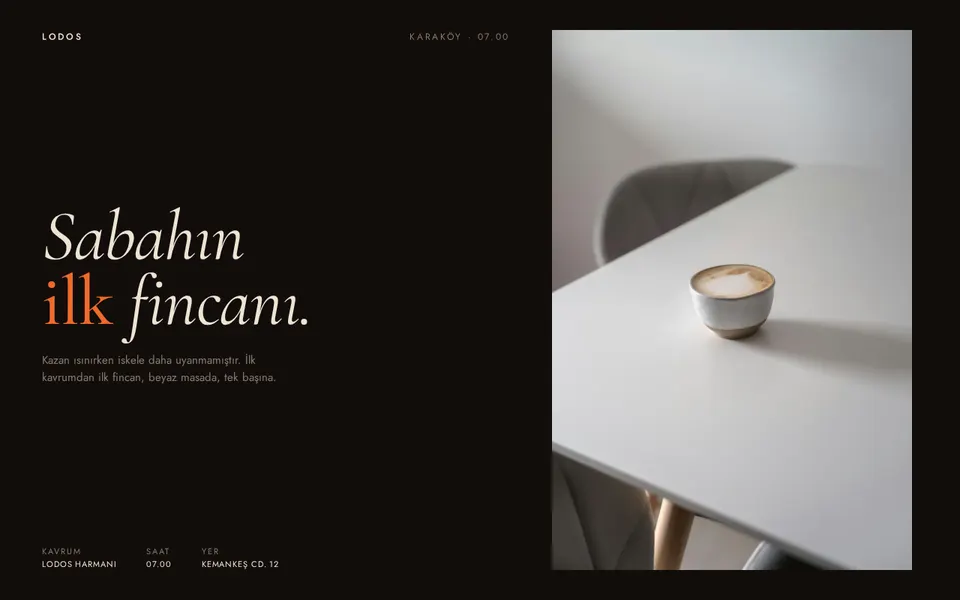 LODOS
KARAKÖY · 07.00
Sabahın
ilk fincanı.
Kazan ısınırken iskele daha uyanmamıştır. İlk
kavrumdan ilk fincan, beyaz masada, tek başına.
KAVRUM
LODOS HARMANI
SAAT
07.00
YER
KEMANKEŞ CD. 12